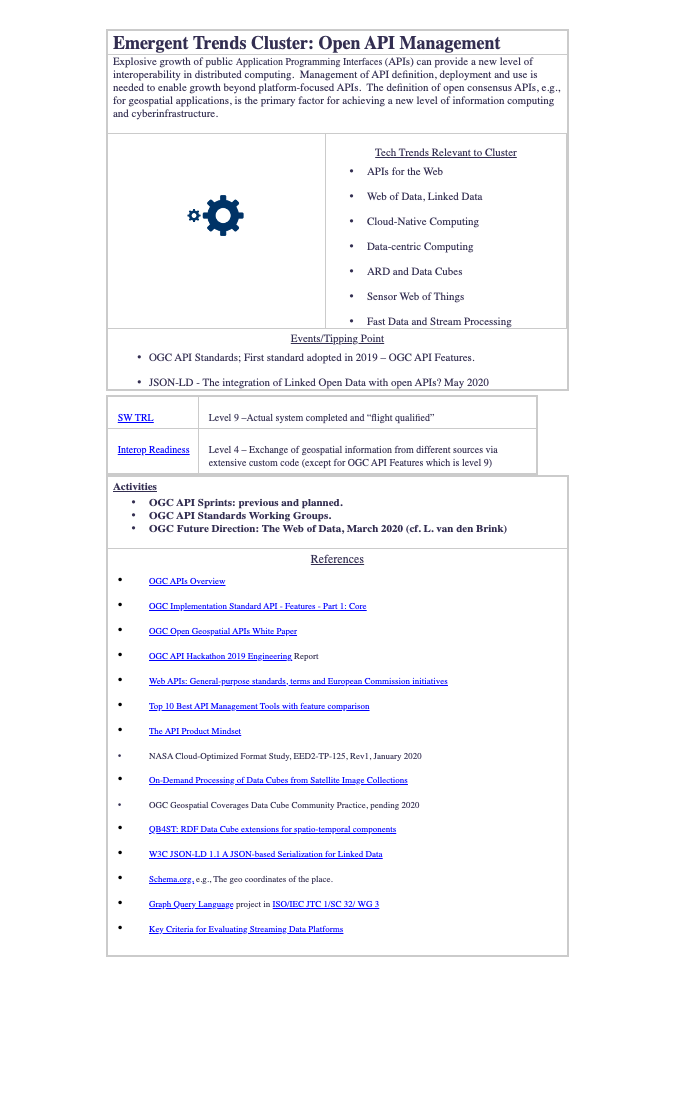 Emergent Trends Cluster: Open API Management
Explosive growth of public Application Programming Interfaces (APIs) can provide a new level of
interoperability in distributed computing.  Management of API definition, deployment and use is
needed to enable growth beyond platform-focused APIs.  The definition of open consensus APIs, e.g.,
for geospatial applications, is the primary factor for achieving a new level of information computing
and cyberinfrastructure.
Tech Trends Relevant to Cluster
• APIs for the Web
• Web of Data, Linked Data
• Cloud-Native Computing
• Data-centric Computing
• ARD and Data Cubes
• Sensor Web of Things
• Fast Data and Stream Processing
Events/Tipping Point
• OGC API Standards; First standard adopted in 2019 – OGC API Features.
• JSON-LD - The integration of Linked Open Data with open APIs? May 2020
SW TRL Level 9 –Actual system completed and “flight qualified”
Interop Readiness Level 4 – Exchange of geospatial information from different sources via
extensive custom code (except for OGC API Features which is level 9)
Activities
• OGC API Sprints: previous and planned.
• OGC API Standards Working Groups.
• OGC Future Direction: The Web of Data, March 2020 (cf. L. van den Brink)
References
• OGC APIs Overview
• OGC Implementation Standard API - Features - Part 1: Core
• OGC Open Geospatial APIs White Paper
• OGC API Hackathon 2019 Engineering Report
• Web APIs: General-purpose standards, terms and European Commission initiatives
• Top 10 Best API Management Tools with feature comparison
• The API Product Mindset
• NASA Cloud-Optimized Format Study, EED2-TP-125, Rev1, January 2020
• On-Demand Processing of Data Cubes from Satellite Image Collections
• OGC Geospatial Coverages Data Cube Community Practice, pending 2020
• QB4ST: RDF Data Cube extensions for spatio-temporal components
• W3C JSON-LD 1.1 A JSON-based Serialization for Linked Data
• Schema.org, e.g., The geo coordinates of the place.
• Graph Query Language project in ISO/IEC JTC 1/SC 32/ WG 3
• Key Criteria for Evaluating Streaming Data Platforms